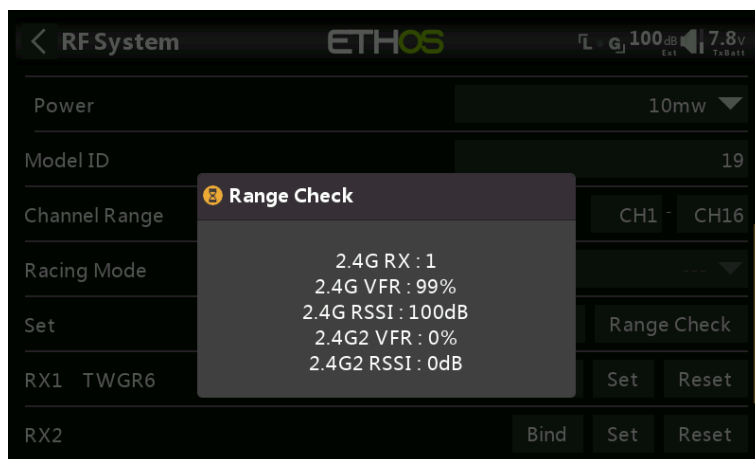 RF System
ETHOS
L G 100dB Ext 7.8V TxBatt
Power 10mw
Model ID 19
Range Check
Channel Range CH1 - CH16
2.4G RX : 1
Racing Mode ---
2.4G VFR : 99%
2.4G RSSI : 100dB
Set Range Check
2.4G2 VFR : 0%
2.4G2 RSSI : 0dB
RX1 TWGR6 Set Reset
RX2 Bind Set Reset